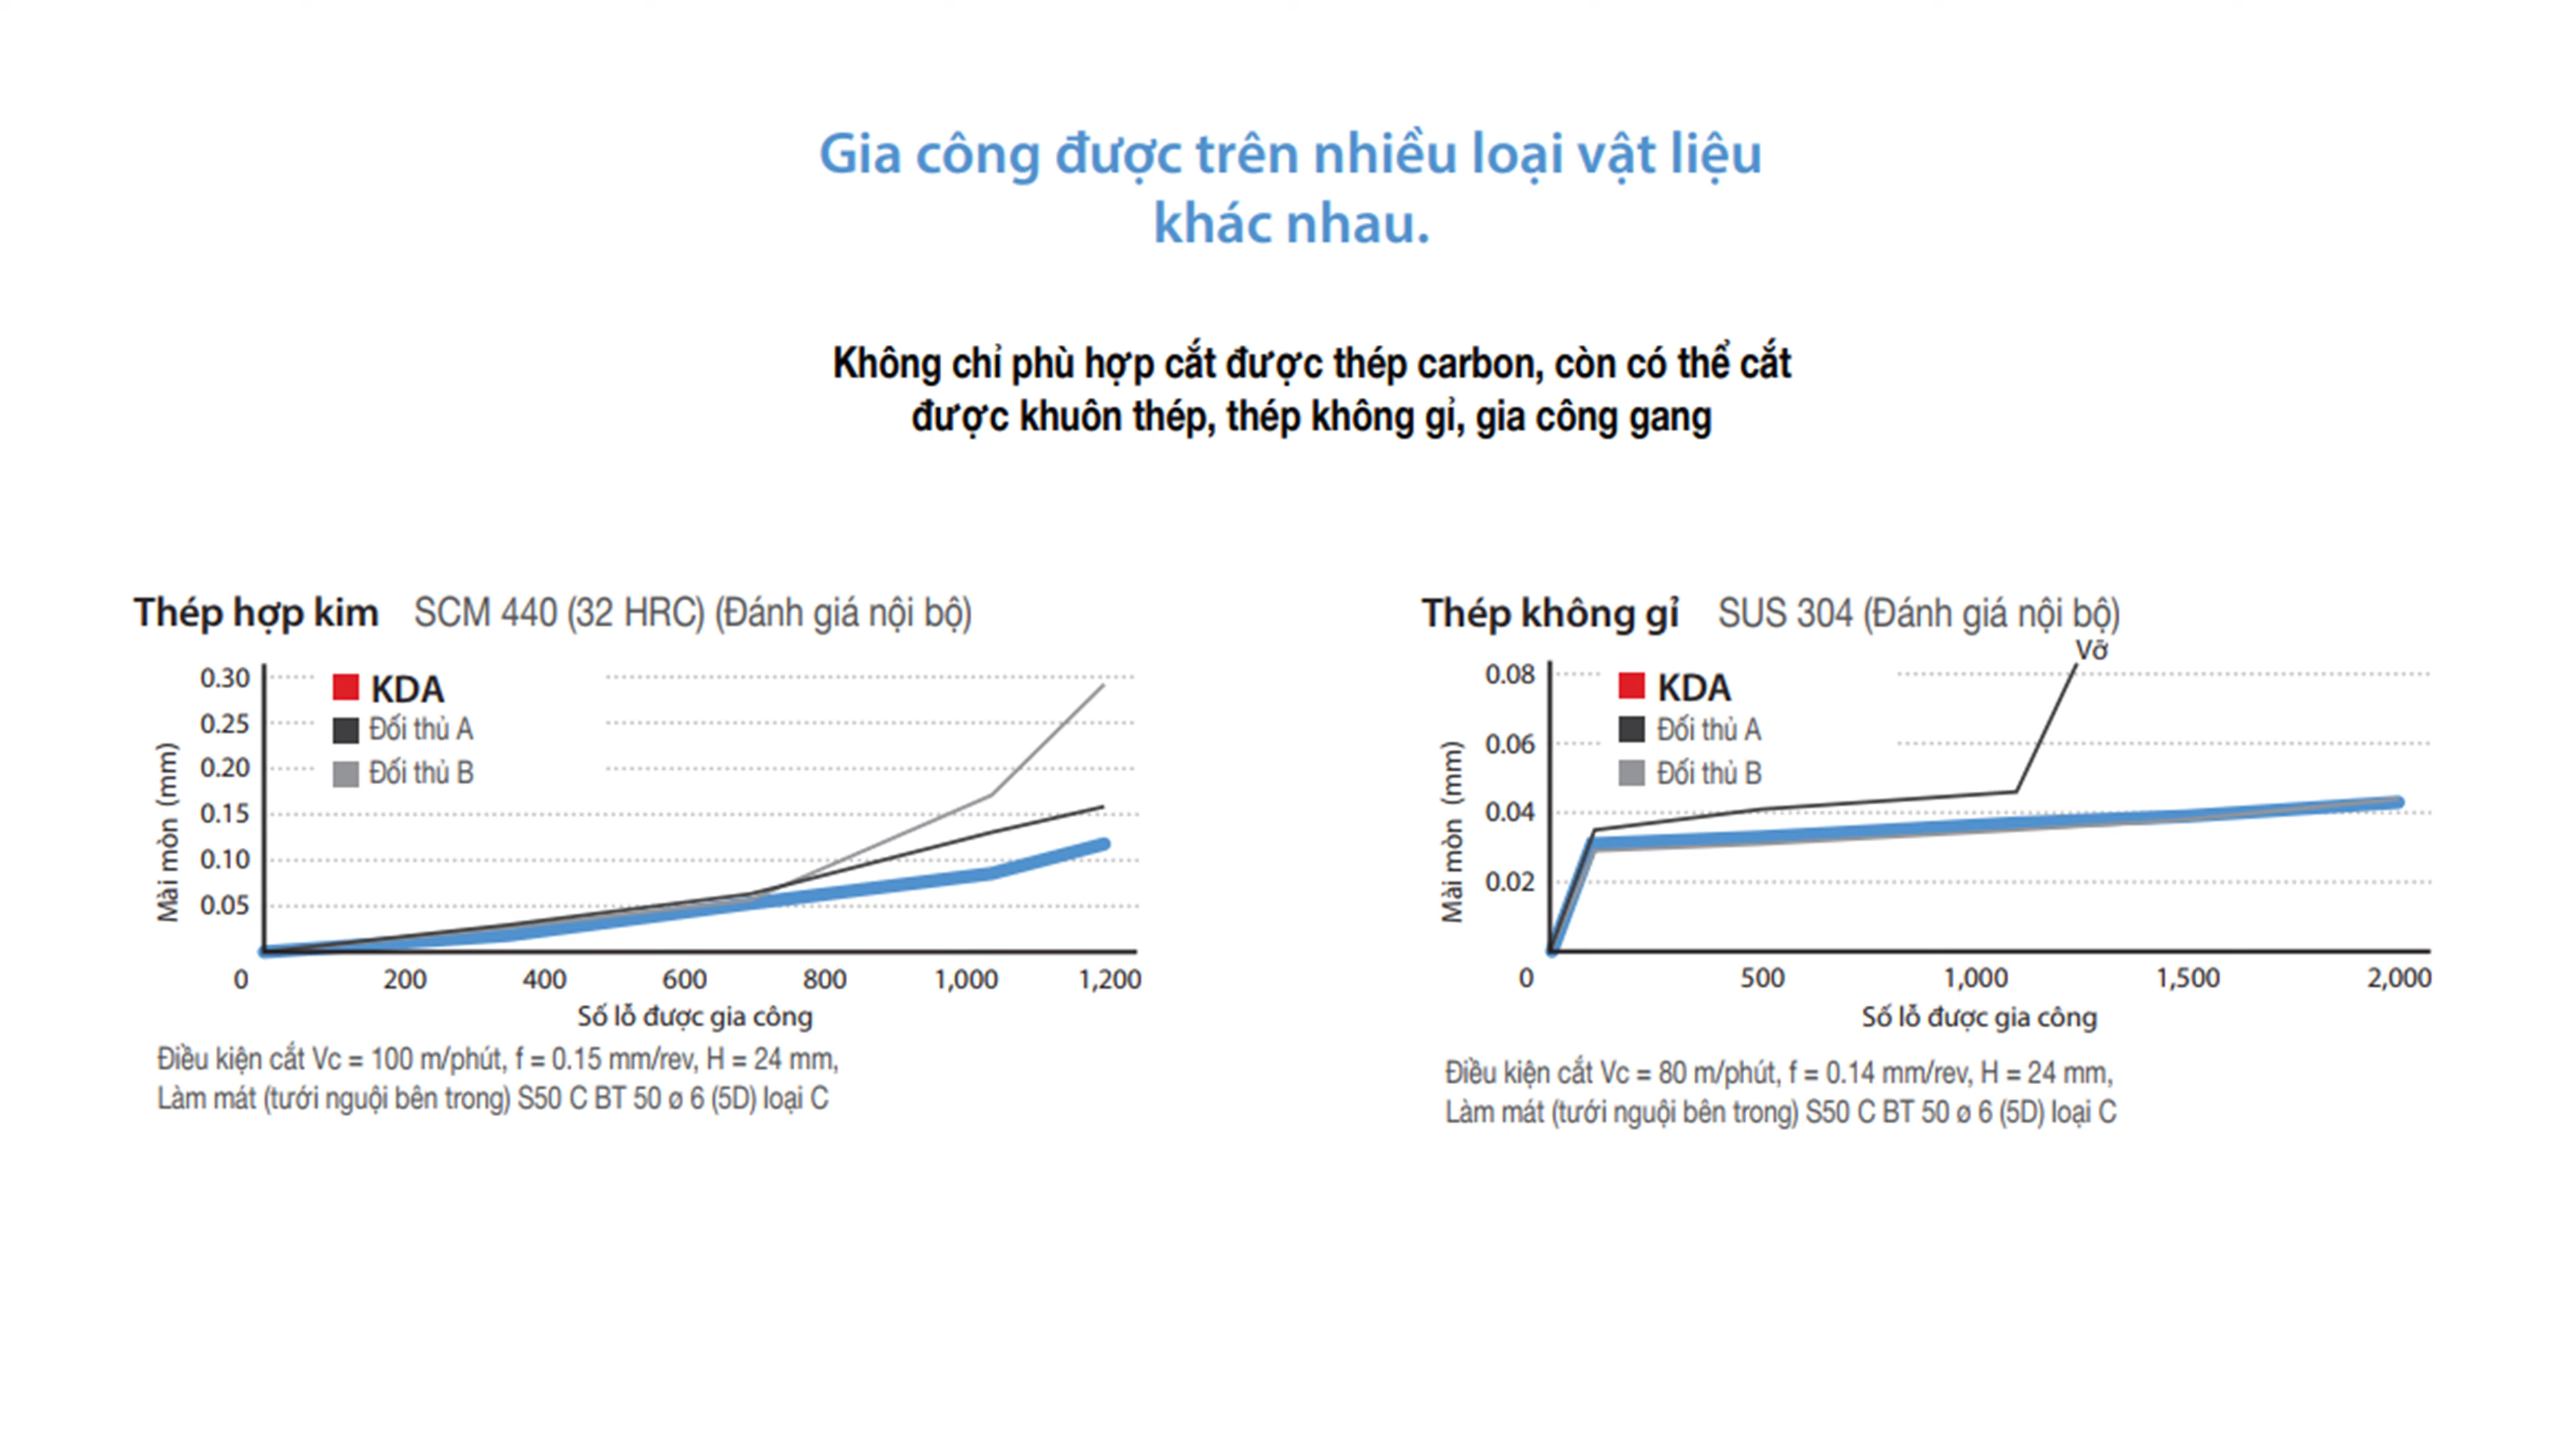 Gia công được trên nhiều loại vật liệu
khác nhau.
Không chỉ phù hợp cắt được thép carbon, còn có thể cắt
được khuôn thép, thép không gỉ, gia công gang
Thép hợp kim SCM 440 (32 HRC) (Đánh giá nội bộ)
0.30
0.25
0.20
0.15
0.10
0.05
Mài mòn (mm)
KDA
Đối thủ A
Đối thủ B
0 200 400 600 800 1,000 1,200
Số lỗ được gia công
Điều kiện cắt Vc = 100 m/phút, f = 0.15 mm/rev, H = 24 mm,
Làm mát (tưới nguội bên trong) S50 C BT 50 ø 6 (5D) loại C
Thép không gỉ SUS 304 (Đánh giá nội bộ)
Vỡ
0.08
0.06
0.04
0.02
Mài mòn (mm)
KDA
Đối thủ A
Đối thủ B
0 500 1,000 1,500 2,000
Số lỗ được gia công
Điều kiện cắt Vc = 80 m/phút, f = 0.14 mm/rev, H = 24 mm,
Làm mát (tưới nguội bên trong) S50 C BT 50 ø 6 (5D) loại C